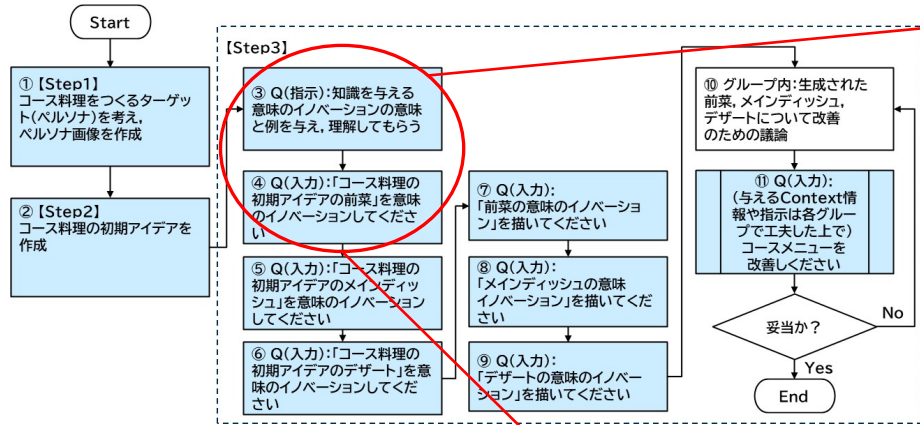 Start
① 【Step1】
コース料理をつくるターゲ
ット(ペルソナ)を考え,
ペルソナ画像を作成
② 【Step2】
コース料理の初期アイデアを
作成
【Step3】
③ Q(指示):知識を与える
意味のイノベーションの意味
と例を与え, 理解してもらう
④ Q(入力):「コース料理の
初期アイデアの前菜」を意味
のイノベーションしてくださ
い
⑤ Q(入力):「コース料理の
初期アイデアのメインディッ
シュ」を意味のイノベーション
してください
⑥ Q(入力):「コース料理の
初期アイデアのデザート」を意
味のイノベーションしてくだ
さい
⑦ Q(入力):
「前菜の意味のイノベーショ
ン」を描いてください
⑧ Q(入力):
「メインディッシュの意味
イノベーション」を描いてくだ
さい
⑨ Q(入力):
「デザートの意味のイノベー
ション」を描いてください
⑩ グループ内:生成された
前菜, メインディッシュ,
デザートについて改善
のための議論
⑪ Q(入力):
(与えるContext情
報や指示は各グルー
プで工夫した上で)
コースメニューを
改善しください
妥当か?
No
Yes
End